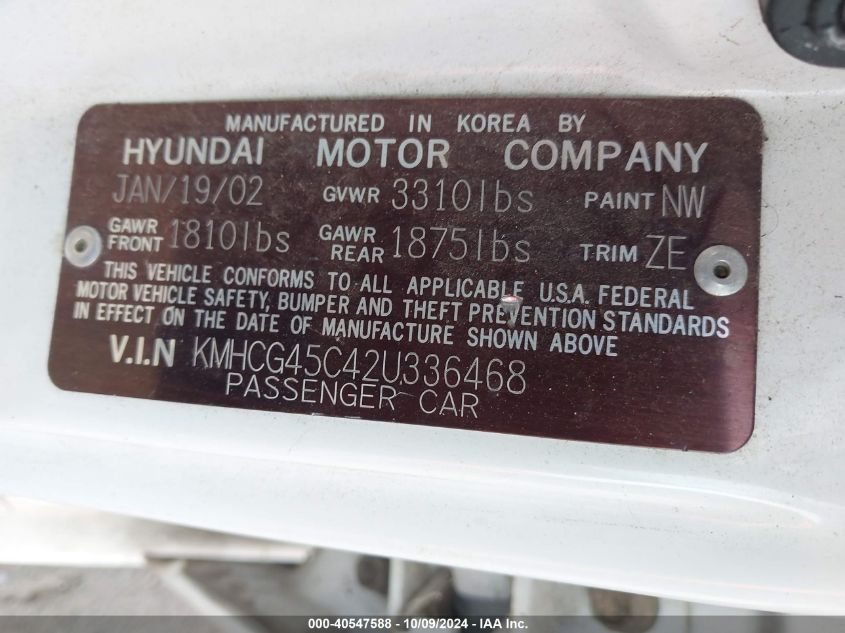 MANUFACTURED IN KOREA BY
HYUNDAI MOTOR COMPANY
JAN/19/02 GVWR 3310lbs PAINT NW
GAWR FRONT 1810lbs GAWR REAR 1875lbs TRIM ZE
THIS VEHICLE CONFORMS TO ALL APPLICABLE U.S.A. FEDERAL
MOTOR VEHICLE SAFETY, BUMPER AND THEFT PREVENTION STANDARDS
IN EFFECT ON THE DATE OF MANUFACTURE SHOWN ABOVE
V.I.N KMHCG45C42U336468
PASSENGER CAR
000-40547588 - 10/09/2024 - IAA Inc.